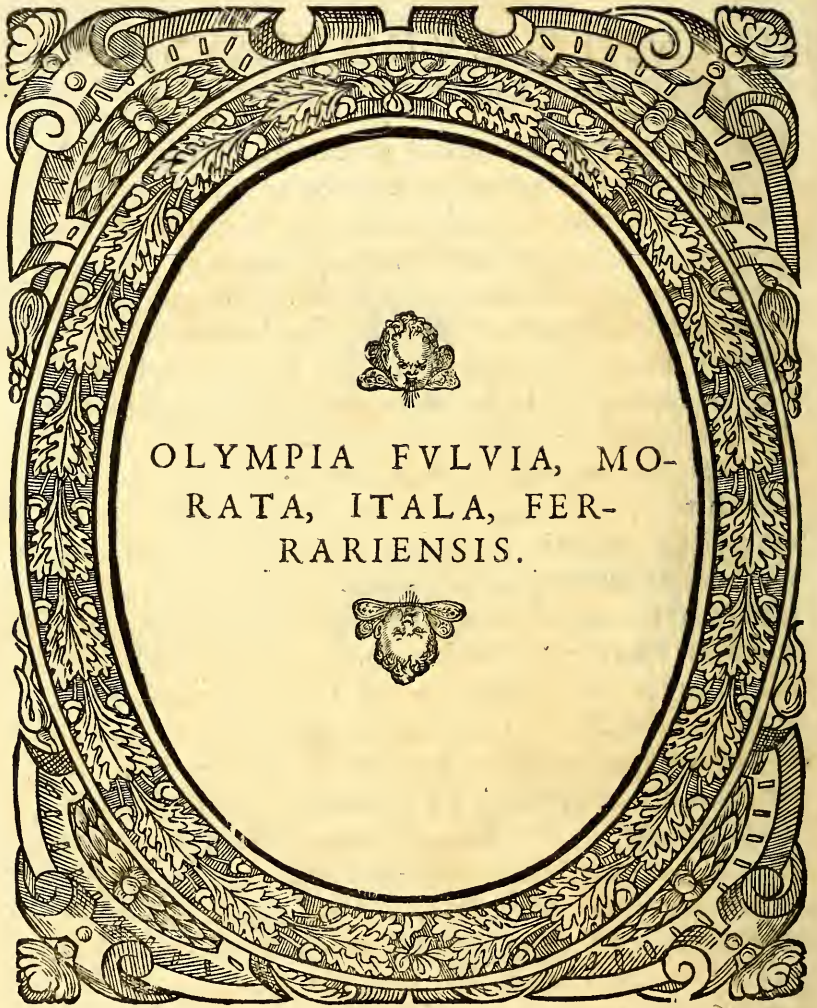 OLYMPIA FVLVIA, MO-
RATA, ITALA, FER-
RARIENSIS.